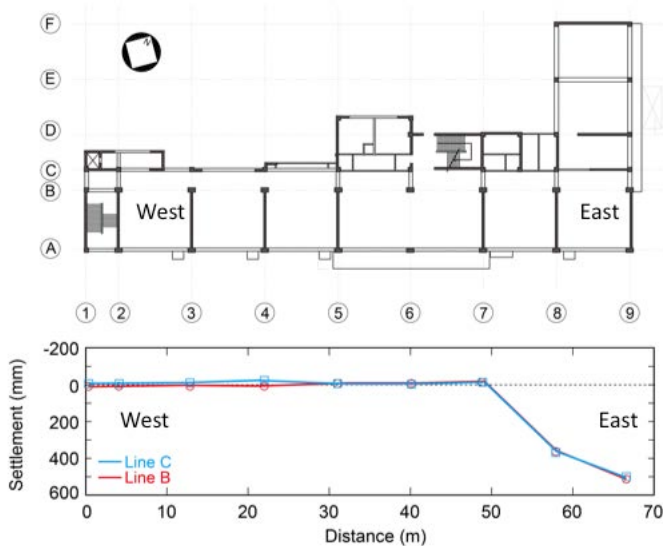 F
N
E
D
C
B
West
East
A
1 2 3 4 5 6 7 8 9
-200
0
200
400
600
Settlement (mm)
West
East
Line C
Line B
0 10 20 30 40 50 60 70
Distance (m)